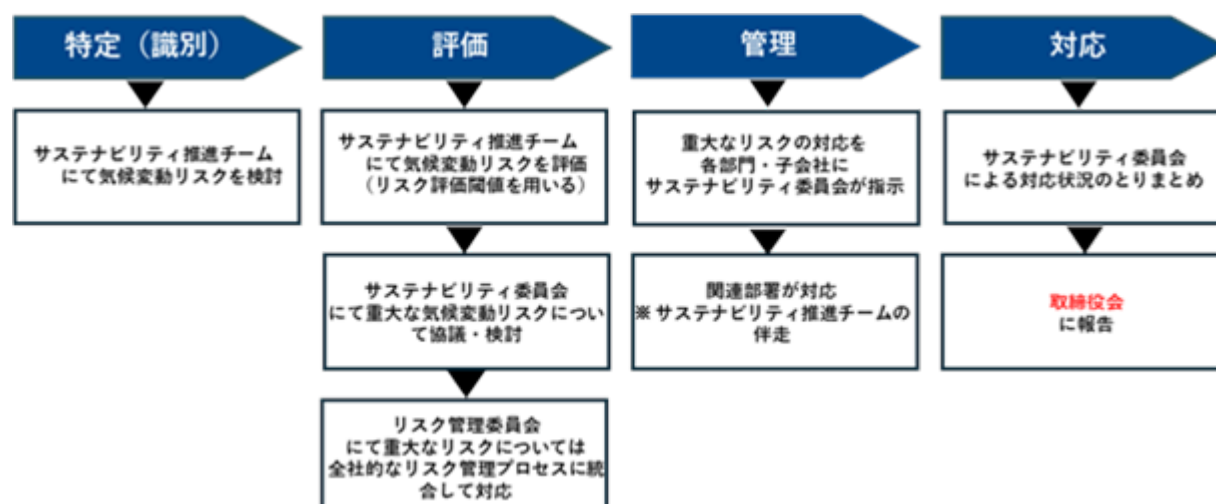 特定（識別）
サステナビリティ推進チーム
にて気候変動リスクを検討
評価
サステナビリティ推進チーム
にて気候変動リスクを評価
（リスク評価閾値を用いる）
サステナビリティ委員会
にて重大な気候変動リスクについ
て協議・検討
リスク管理委員会
にて重大なリスクについては
全社的なリスク管理プロセスに統
合して対応
管理
重大なリスクの対応を
各部門・子会社に
サステナビリティ委員会が指示
関連部署が対応
※サステナビリティ推進チームの
伴走
対応
サステナビリティ委員会
による対応状況のとりまとめ
取締役会
に報告